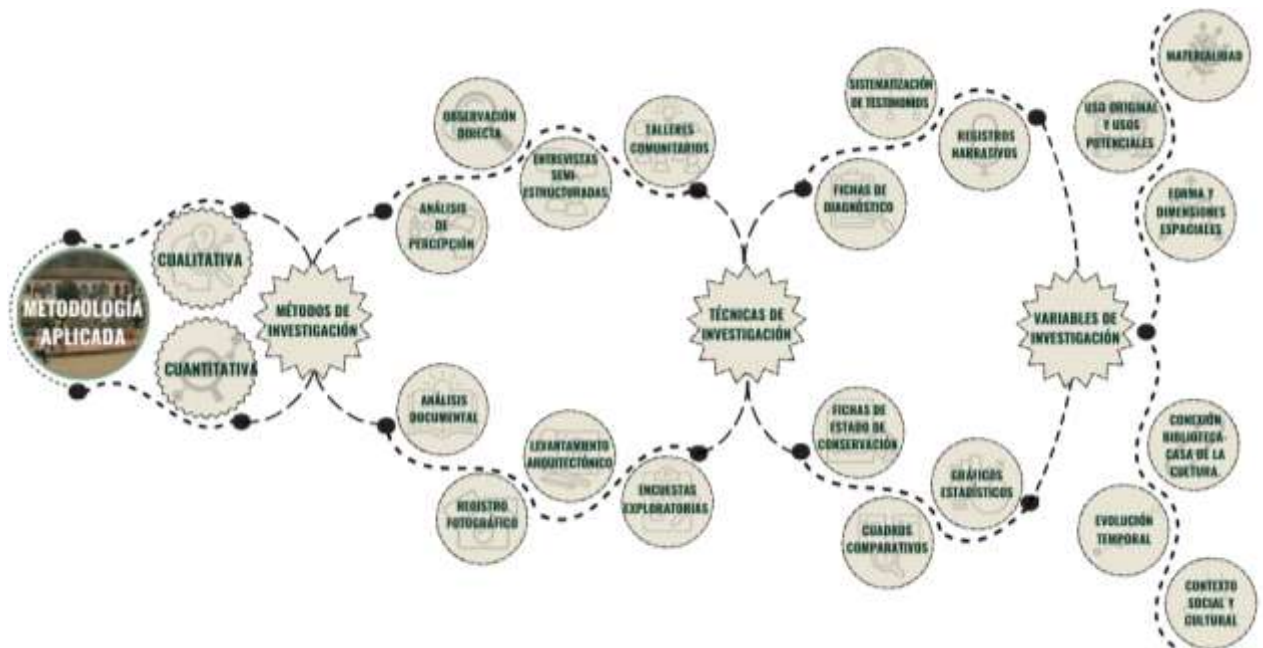 METODOLOGÍA
APLICADA
CUALITATIVA
CUANTITATIVA
MÉTODOS DE
INVESTIGACIÓN
OBSERVACIÓN
DIRECTA
ANÁLISIS
DE
PERCEPCIÓN
ENTREVISTAS
SEMI-
ESTRUCTURADAS
TALLERES
COMUNITARIOS
ANÁLISIS
DOCUMENTAL
REGISTRO
FOTOGRÁFICO
LEVANTAMIENTO
ARQUITECTÓNICO
ENCUESTAS
EXPLORATORIAS
TÉCNICAS DE
INVESTIGACIÓN
SISTEMATIZACIÓN
DE TESTIMONIOS
FICHAS DE
DIAGNÓSTICO
REGISTROS
NARRATIVOS
FICHAS DE
ESTADO DE
CONSERVACIÓN
CUADROS
COMPARATIVOS
GRÁFICOS
ESTADÍSTICOS
VARIABLES DE
INVESTIGACIÓN
MATERIALIDAD
USO ORIGINAL
Y USOS
POTENCIALES
FORMA Y
DIMENSIONES
ESPACIALES
CONEXIÓN
BIBLIOTECA-
CASA DE LA
CULTURA.
EVOLUCIÓN
TEMPORAL
CONTEXTO
SOCIAL Y
CULTURAL